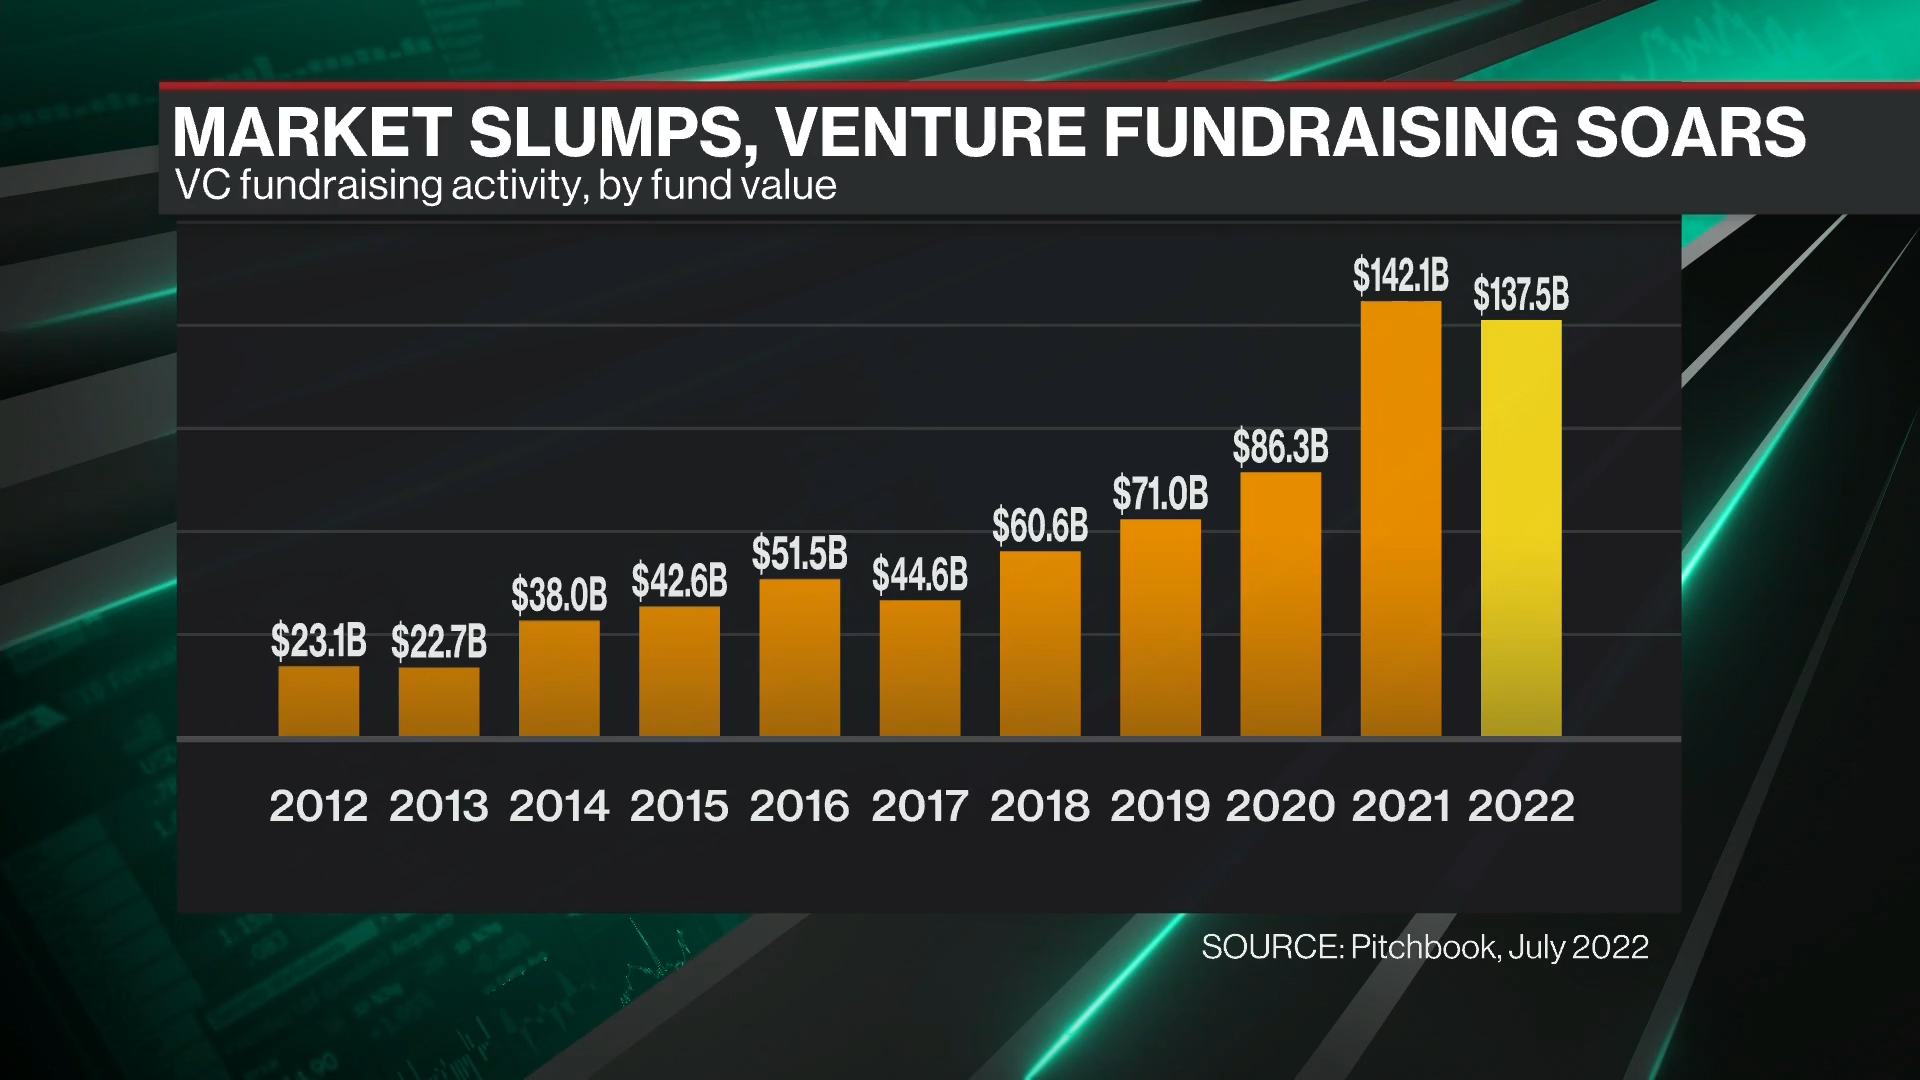 MARKET SLUMPS, VENTURE FUNDRAISING SOARS
VC fundraising activity, by fund value
$142.1B
$137.5B
$86.3B
$71.0B
$60.6B
$51.5B
$44.6B
$42.6B
$38.0B
$23.1B
$22.7B
2012 2013 2014 2015 2016 2017 2018 2019 2020 2021 2022
SOURCE: Pitchbook, July 2022